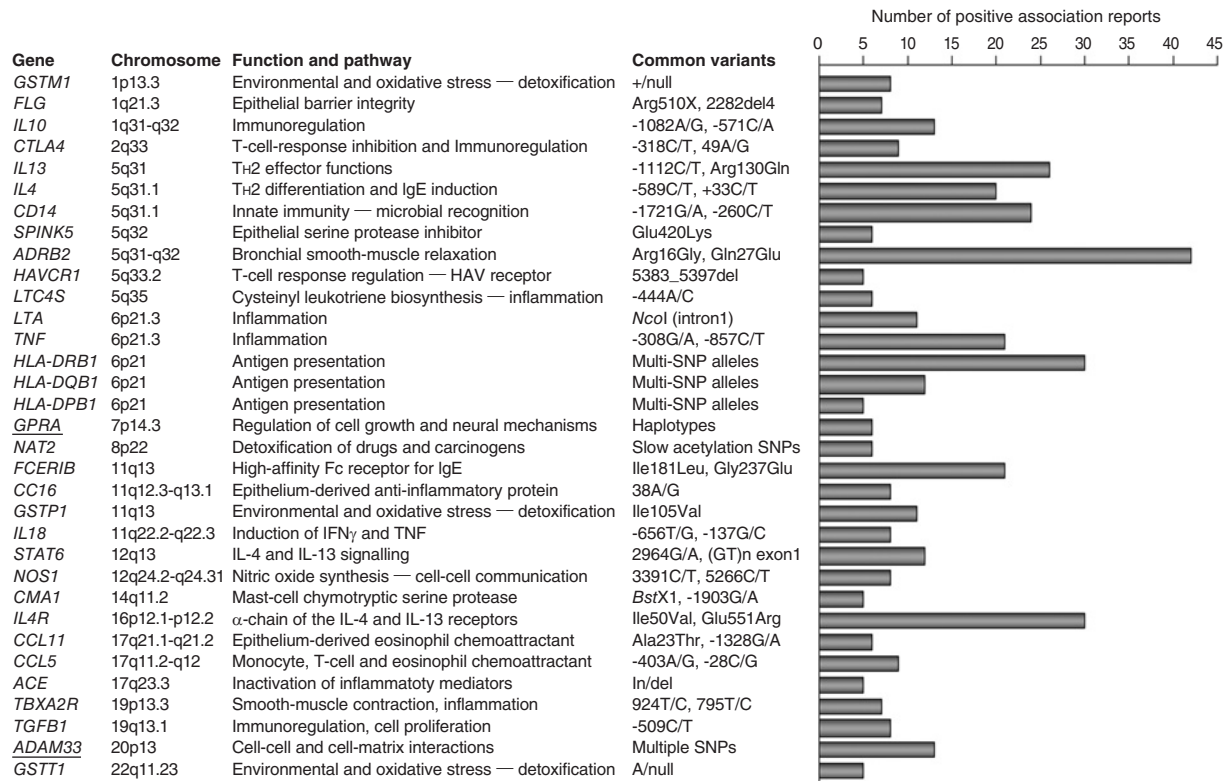 Number of positive association reports
0 5 10 15 20 25 30 35 40 45
Gene Chromosome Function and pathway Common variants
GSTM1 1p13.3 Environmental and oxidative stress — detoxification +/null
FLG 1q21.3 Epithelial barrier integrity Arg510X, 2282del4
IL10 1q31-q32 Immunoregulation -1082A/G, -571C/A
CTLA4 2q33 T-cell-response inhibition and Immunoregulation -318C/T, 49A/G
IL13 5q31 TH2 effector functions -1112C/T, Arg130Gln
IL4 5q31.1 TH2 differentiation and IgE induction -589C/T, +33C/T
CD14 5q31.1 Innate immunity — microbial recognition -1721G/A, -260C/T
SPINK5 5q32 Epithelial serine protease inhibitor Glu420Lys
ADRB2 5q31-q32 Bronchial smooth-muscle relaxation Arg16Gly, Gln27Glu
HAVCR1 5q33.2 T-cell response regulation — HAV receptor 5383_5397del
LTC4S 5q35 Cysteinyl leukotriene biosynthesis — inflammation -444A/C
LTA 6p21.3 Inflammation NcoI (intron1)
TNF 6p21.3 Inflammation -308G/A, -857C/T
HLA-DRB1 6p21 Antigen presentation Multi-SNP alleles
HLA-DQB1 6p21 Antigen presentation Multi-SNP alleles
HLA-DPB1 6p21 Antigen presentation Multi-SNP alleles
GPRA 7p14.3 Regulation of cell growth and neural mechanisms Haplotypes
NAT2 8p22 Detoxification of drugs and carcinogens Slow acetylation SNPs
FCERIB 11q13 High-affinity Fc receptor for IgE Ile181Leu, Gly237Glu
CC16 11q12.3-q13.1 Epithelium-derived anti-inflammatory protein 38A/G
GSTP1 11q13 Environmental and oxidative stress — detoxification Ile105Val
IL18 11q22.2-q22.3 Induction of IFNγ and TNF -656T/G, -137G/C
STAT6 12q13 IL-4 and IL-13 signalling 2964G/A, (GT)n exon1
NOS1 12q24.2-q24.31 Nitric oxide synthesis — cell-cell communication 3391C/T, 5266C/T
CMA1 14q11.2 Mast-cell chymotryptic serine protease BstX1, -1903G/A
IL4R 16p12.1-p12.2 α-chain of the IL-4 and IL-13 receptors Ile50Val, Glu551Arg
CCL11 17q21.1-q21.2 Epithelium-derived eosinophil chemoattractant Ala23Thr, -1328G/A
CCL5 17q11.2-q12 Monocyte, T-cell and eosinophil chemoattractant -403A/G, -28C/G
ACE 17q23.3 Inactivation of inflammatoty mediators In/del
TBXA2R 19p13.3 Smooth-muscle contraction, inflammation 924T/C, 795T/C
TGFB1 19q13.1 Immunoregulation, cell proliferation -509C/T
ADAM33 20p13 Cell-cell and cell-matrix interactions Multiple SNPs
GSTT1 22q11.23 Environmental and oxidative stress — detoxification A/null